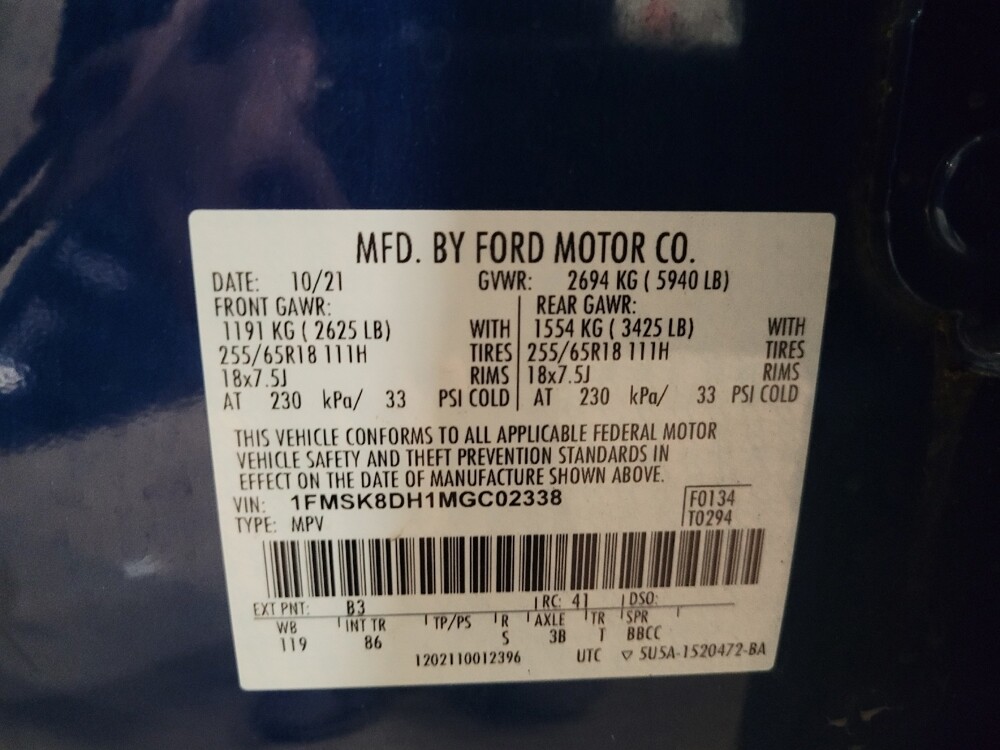 MFD. BY FORD MOTOR CO.
DATE: 10/21 GVWR: 2694 KG ( 5940 LB)
FRONT GAWR: REAR GAWR:
1191 KG ( 2625 LB) WITH 1554 KG ( 3425 LB) WITH
255/65R18 111H TIRES 255/65R18 111H TIRES
18x7.5J RIMS 18x7.5J RIMS
AT 230 kPa/ 33 PSI COLD AT 230 kPa/ 33 PSI COLD
THIS VEHICLE CONFORMS TO ALL APPLICABLE FEDERAL MOTOR
VEHICLE SAFETY AND THEFT PREVENTION STANDARDS IN
EFFECT ON THE DATE OF MANUFACTURE SHOWN ABOVE.
VIN: 1FMSK8DH1MGC02338 F0134
TYPE: MPV T0294
EXT PNT: B3 RC: 41 DSO:
WB INT TR TP/PS R AXLE TR SPR
119 86 S 3B T BBCC
1202110012396 UTC ▽ 5U5A-1520472-BA